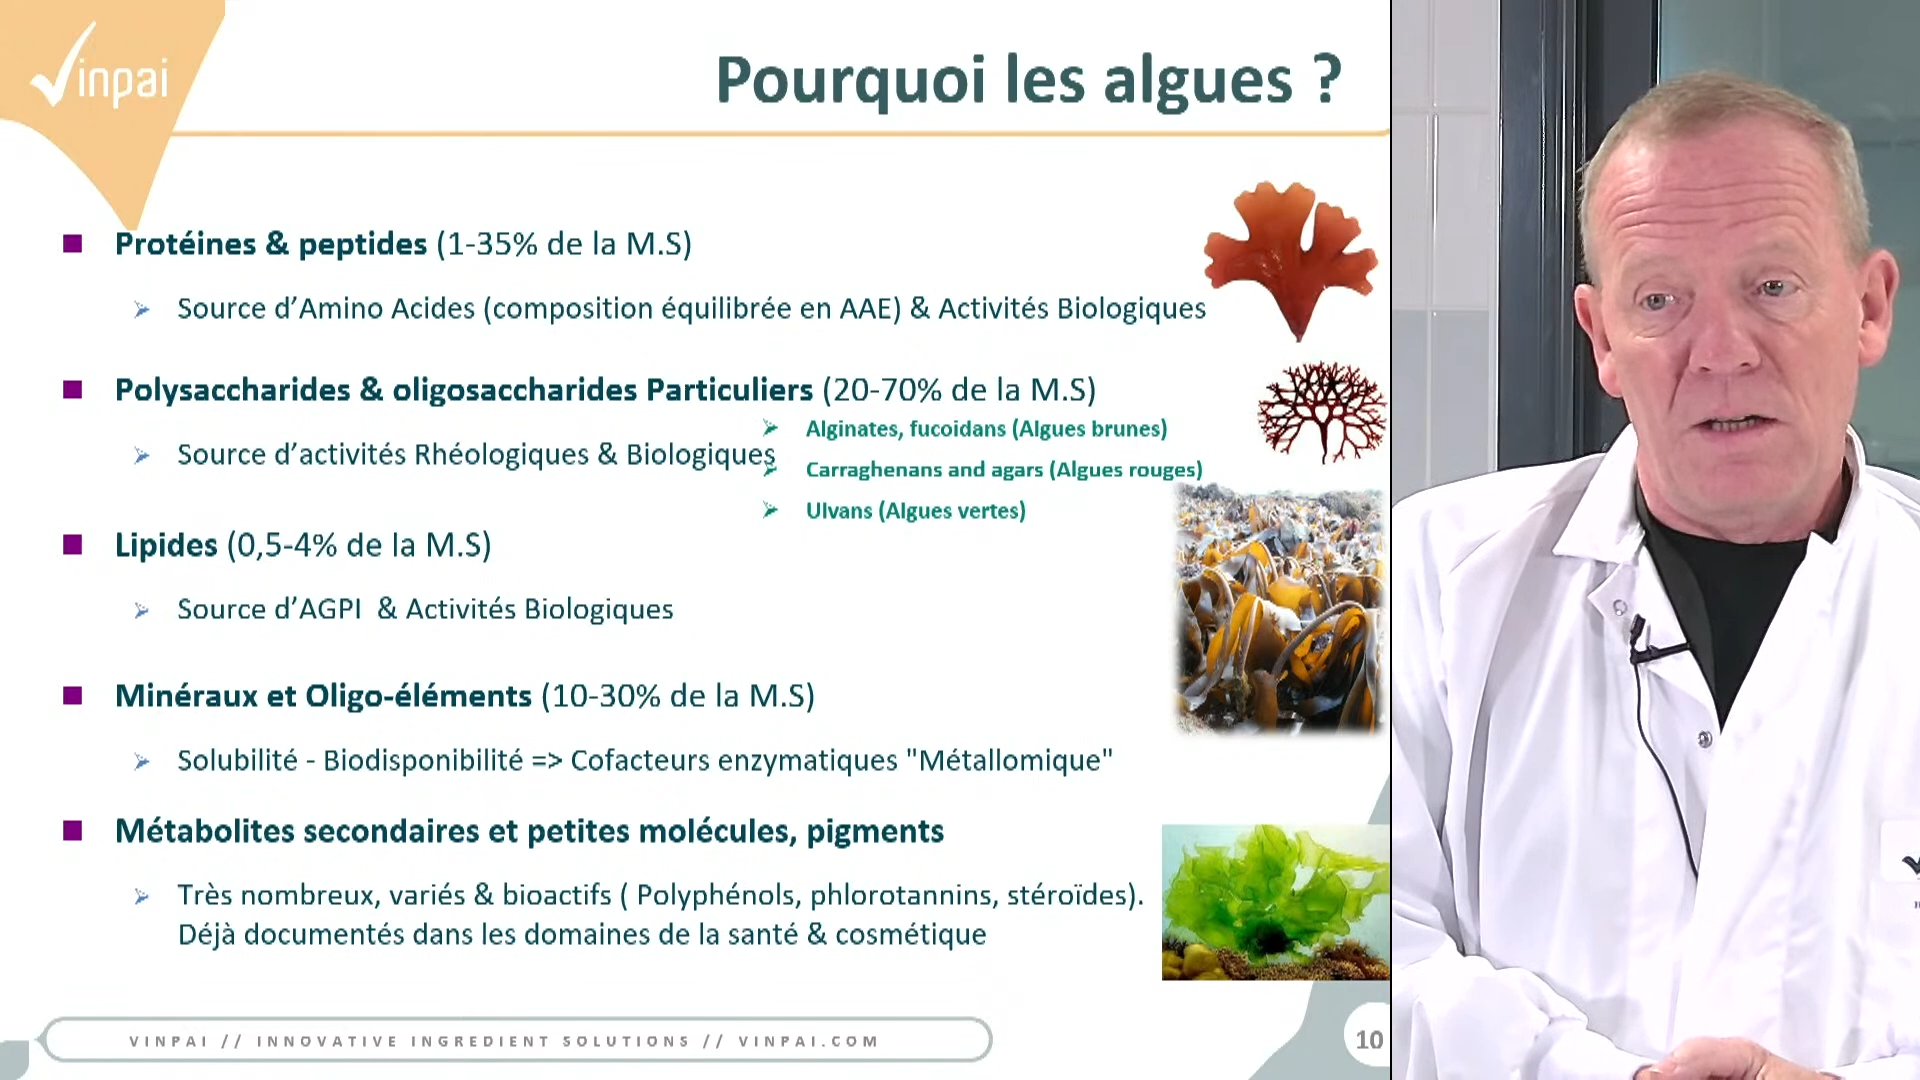 Vinpai
Pourquoi les algues ?
Protéines & peptides (1-35% de la M.S)
Source d’Amino Acides (composition équilibrée en AAE) & Activités Biologiques
Polysaccharides & oligosaccharides Particuliers (20-70% de la M.S)
Alginates, fucoidans (Algues brunes)
Source d’activités Rhéologiques & Biologiques
Carraghenans and agars (Algues rouges)
Ulvans (Algues vertes)
Lipides (0,5-4% de la M.S)
Source d’AGPI & Activités Biologiques
Minéraux et Oligo-éléments (10-30% de la M.S)
Solubilité - Biodisponibilité => Cofacteurs enzymatiques "Métallomique"
Métabolites secondaires et petites molécules, pigments
Très nombreux, variés & bioactifs ( Polyphénols, phlorotannins, stéroïdes).
Déjà documentés dans les domaines de la santé & cosmétique
VINPAI // INNOVATIVE INGREDIENT SOLUTIONS // VINPAI.COM
10